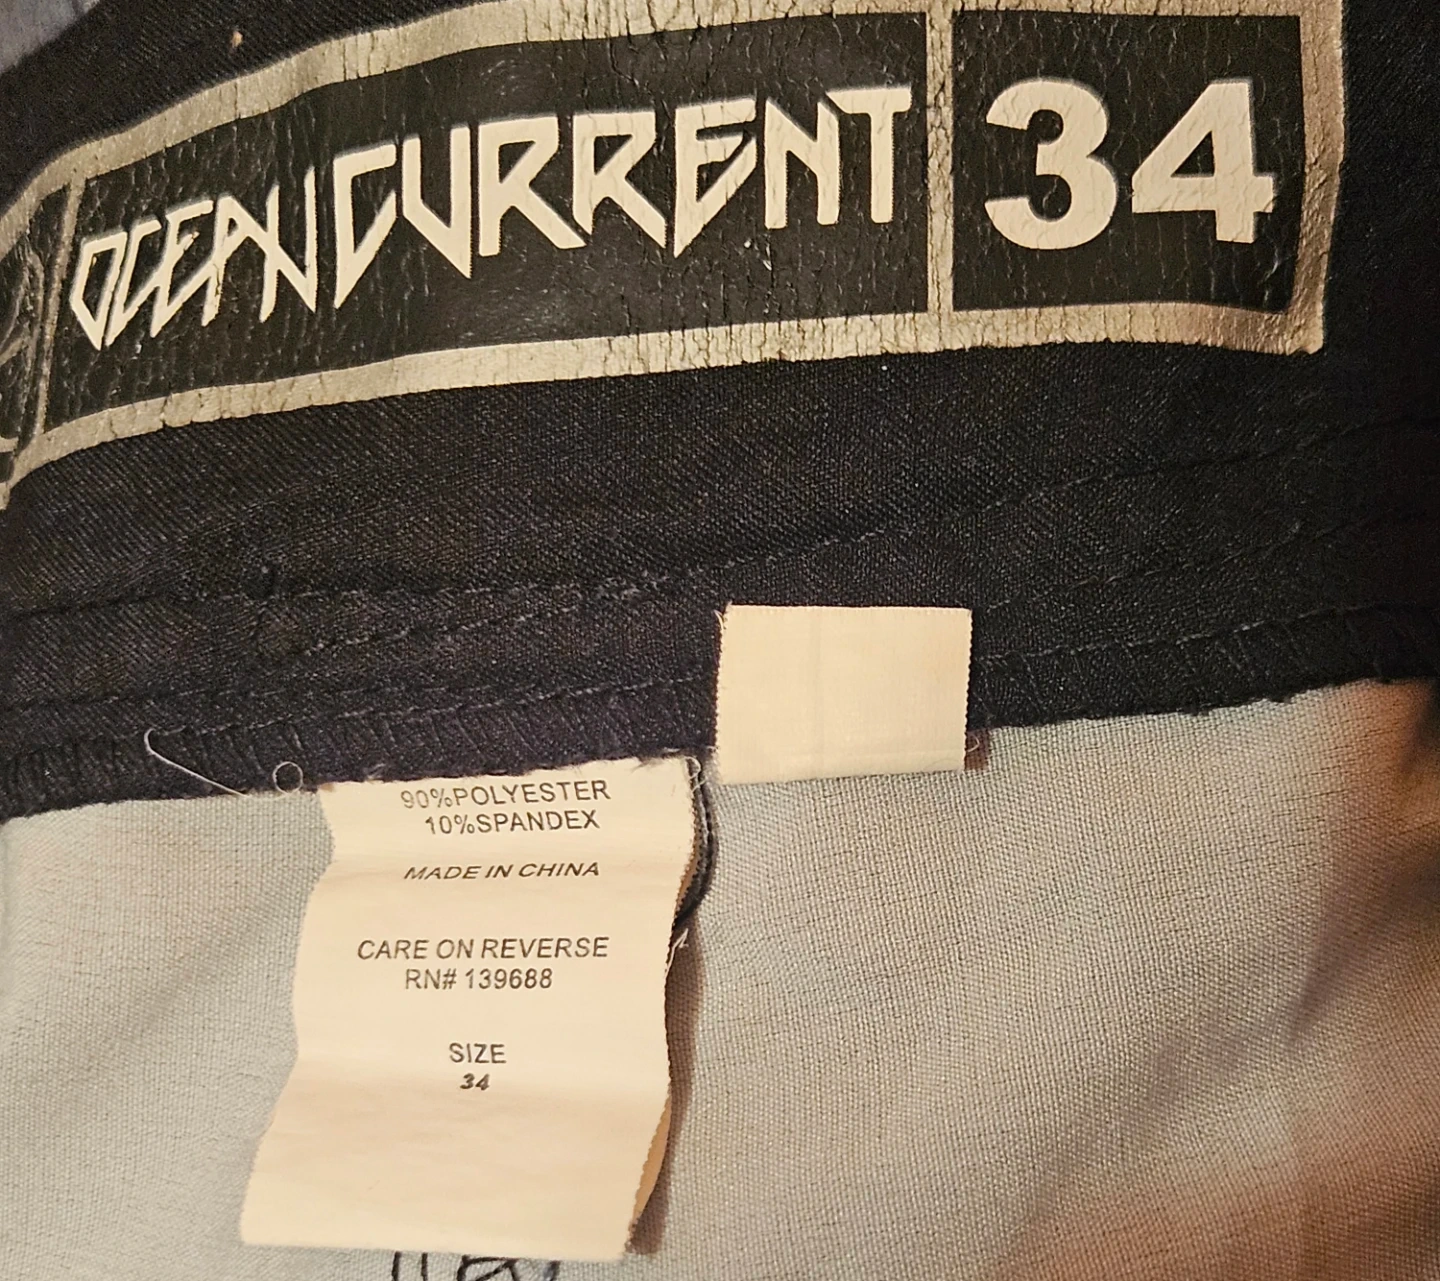 OCEAN CURRENT 34
90%POLYESTER
10%SPANDEX
MADE IN CHINA
CARE ON REVERSE
RN# 139688
SIZE
34